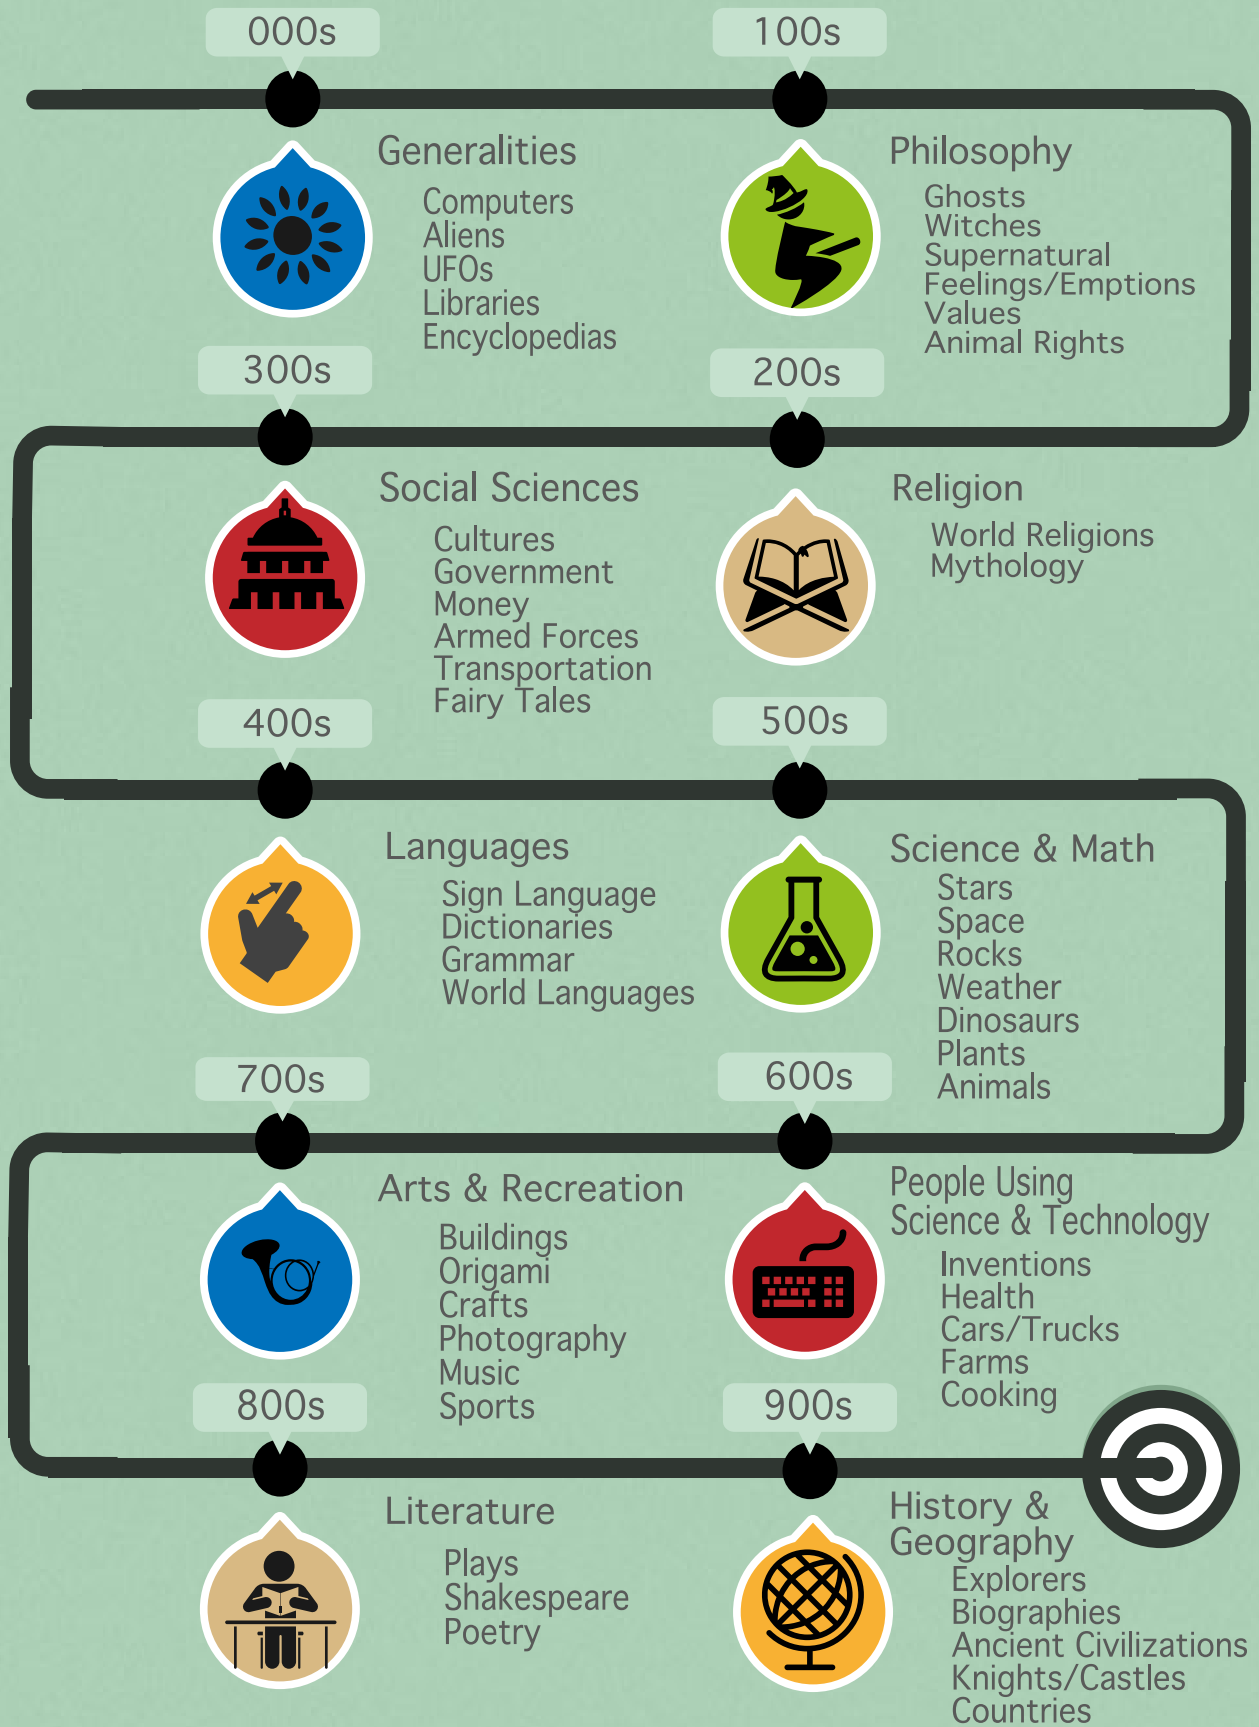 000s
Generalities
Computers
Aliens
UFOs
Libraries
Encyclopedias
100s
Philosophy
Ghosts
Witches
Supernatural
Feelings/Emptions
Values
Animal Rights
200s
Religion
World Religions
Mythology
300s
Social Sciences
Cultures
Government
Money
Armed Forces
Transportation
Fairy Tales
400s
Languages
Sign Language
Dictionaries
Grammar
World Languages
500s
Science & Math
Stars
Space
Rocks
Weather
Dinosaurs
Plants
Animals
600s
People Using
Science & Technology
Inventions
Health
Cars/Trucks
Farms
Cooking
700s
Arts & Recreation
Buildings
Origami
Crafts
Photography
Music
Sports
800s
Literature
Plays
Shakespeare
Poetry
900s
History &
Geography
Explorers
Biographies
Ancient Civilizations
Knights/Castles
Countries